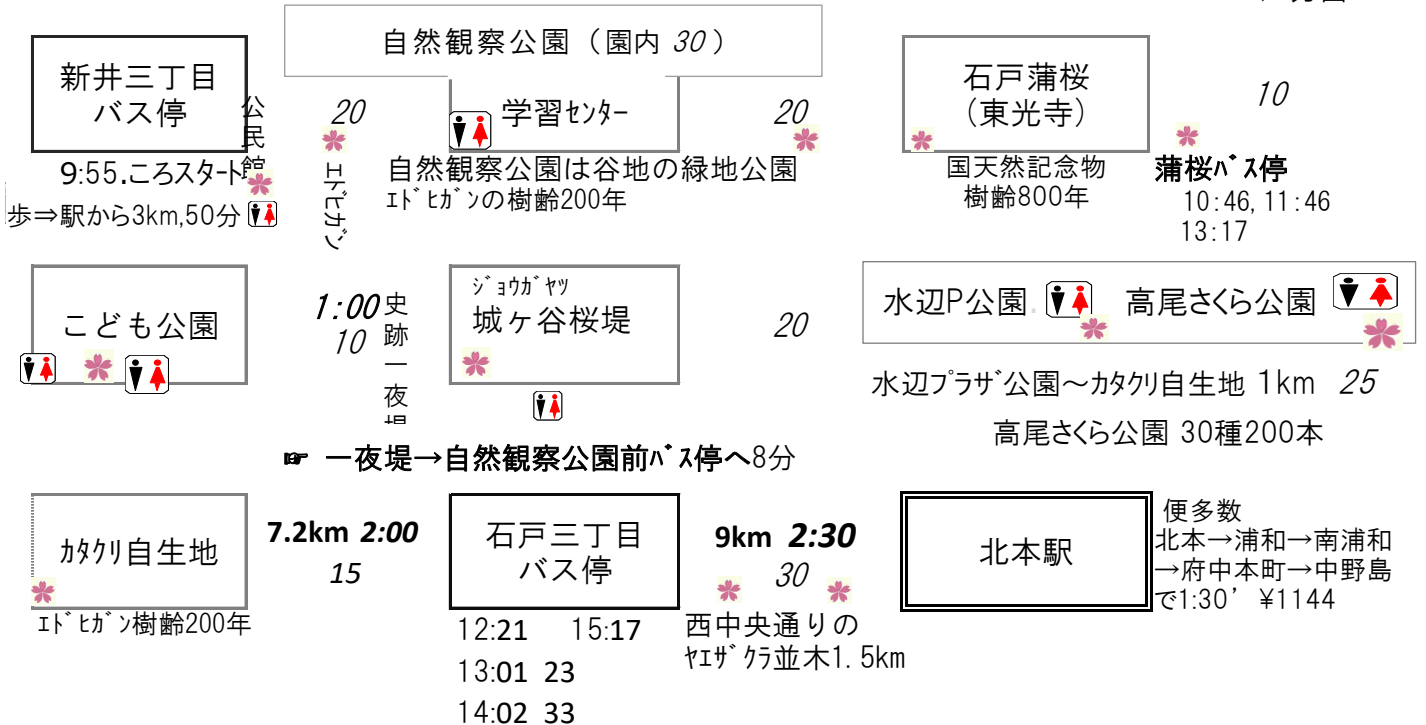 自然観察公園（園内 30）
新井三丁目
バス停
公民館
20
学習ｾﾝﾀｰ
20
石戸蒲桜
（東光寺）
10
9:55.ころスタート
歩⇒駅から3km,50分
ｴﾄﾞﾋｶﾞﾝ
自然観察公園は谷地の緑地公園
ｴﾄﾞﾋｶﾞﾝの樹齢200年
国天然記念物
樹齢800年
蒲桜ﾊﾞｽ停
10:46, 11:46
13:17
こども公園
1:00
10
史跡一夜
ｼﾞｮｳｶﾞﾔﾂ
城ヶ谷桜堤
20
水辺P公園
高尾さくら公園
水辺ﾌﾟﾗｻﾞ公園～ｶﾀｸﾘ自生地 1km 25
高尾さくら公園 30種200本
☞ 一夜堤→自然観察公園前ﾊﾞｽ停へ8分
ｶﾀｸﾘ自生地
7.2km 2:00
15
石戸三丁目
バス停
9km 2:30
30
北本駅
便多数
北本→浦和→南浦和
→府中本町→中野島
で1:30’ ¥1144
ｴﾄﾞﾋｶﾞﾝ樹齢200年
12:21 15:17
13:01 23
14:02 33
西中央通りの
ﾔｴｻﾞｸﾗ並木1.5km